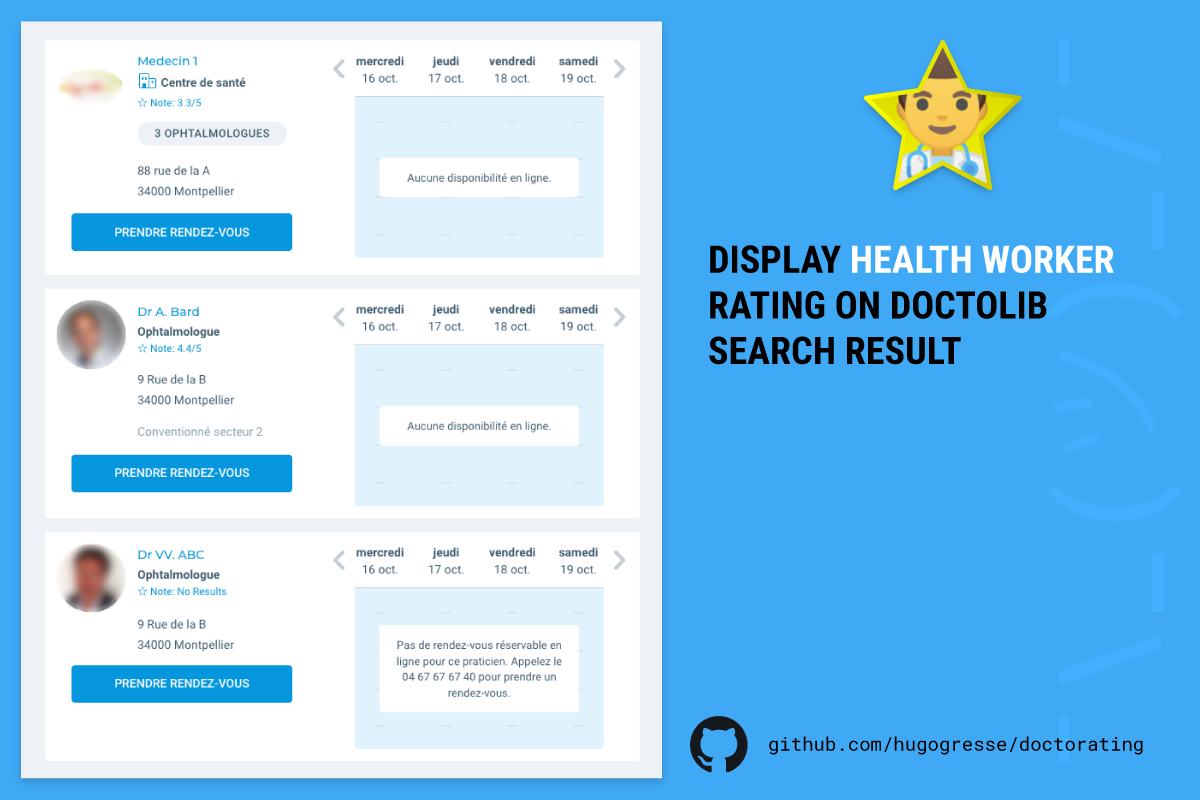 Medecin 1
Centre de santé
☆ Note: 3.3/5
3 OPHTALMOLOGUES
88 rue de la A
34000 Montpellier
PRENDRE RENDEZ-VOUS
mercredi jeudi vendredi samedi
16 oct. 17 oct. 18 oct. 19 oct.
Aucune disponibilité en ligne.
Dr A. Bard
Ophtalmologue
☆ Note: 4.4/5
9 Rue de la B
34000 Montpellier
Conventionné secteur 2
PRENDRE RENDEZ-VOUS
mercredi jeudi vendredi samedi
16 oct. 17 oct. 18 oct. 19 oct.
Aucune disponibilité en ligne.
Dr VV. ABC
Ophtalmologue
☆ Note: No Results
9 Rue de la B
34000 Montpellier
PRENDRE RENDEZ-VOUS
mercredi jeudi vendredi samedi
16 oct. 17 oct. 18 oct. 19 oct.
Pas de rendez-vous réservable en
ligne pour ce praticien. Appelez le
04 67 67 67 40 pour prendre un
rendez-vous.
DISPLAY HEALTH WORKER
RATING ON DOCTOLIB
SEARCH RESULT
github.com/hugogresse/doctorating